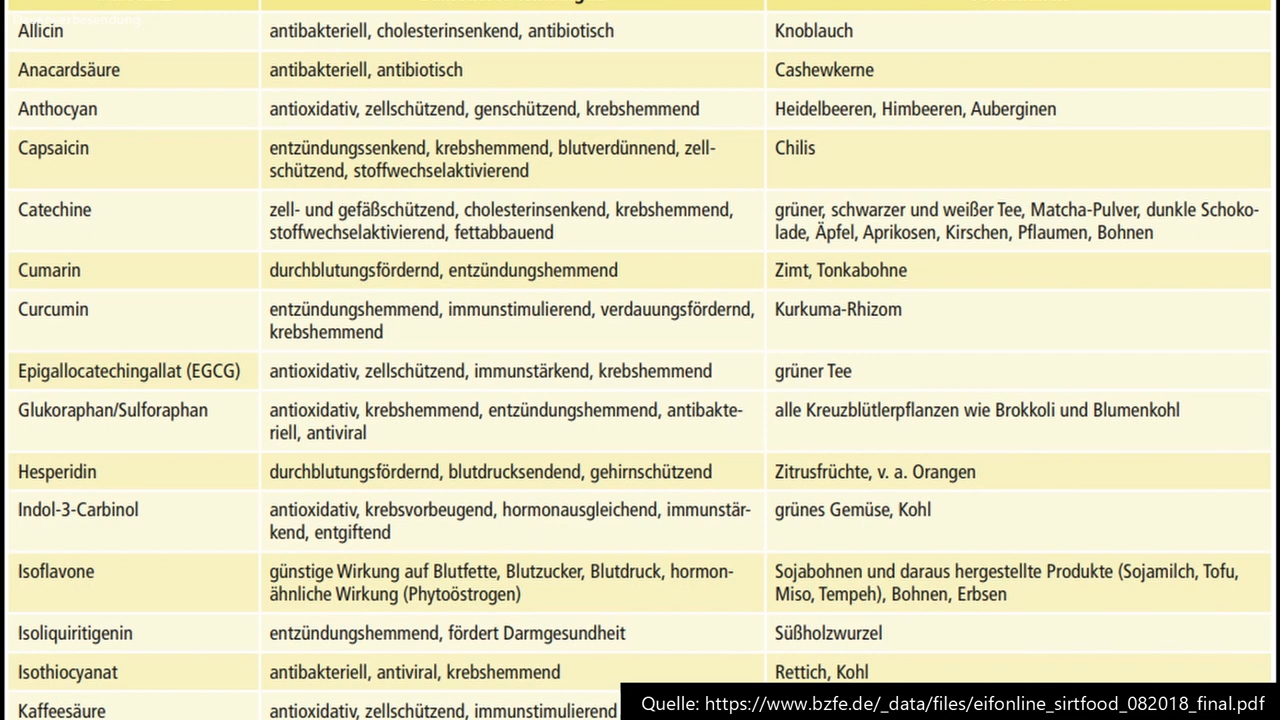 Allicin antibakteriell, cholesterinsenkend, antibiotisch Knoblauch
Anacardsäure antibakteriell, antibiotisch Cashewkerne
Anthocyan antioxidativ, zellschützend, genschützend, krebshemmend Heidelbeeren, Himbeeren, Auberginen
Capsaicin entzündungssenkend, krebshemmend, blutverdünnend, zell- Chilis
schützend, stoffwechselaktivierend
Catechine zell- und gefäßschützend, cholesterinsenkend, krebshemmend, grüner, schwarzer und weißer Tee, Matcha-Pulver, dunkle Schoko-
stoffwechselaktivierend, fettabbauend lade, Äpfel, Aprikosen, Kirschen, Pflaumen, Bohnen
Cumarin durchblutungsfördernd, entzündungshemmend Zimt, Tonkabohne
Curcumin entzündungshemmend, immunstimulierend, verdauungsfördernd, Kurkuma-Rhizom
krebshemmend
Epigallocatechingallat (EGCG) antioxidativ, zellschützend, immunstärkend, krebshemmend grüner Tee
Glukoraphan/Sulforaphan antioxidativ, krebshemmend, entzündungshemmend, antibakte- alle Kreuzblütlerpflanzen wie Brokkoli und Blumenkohl
riell, antiviral
Hesperidin durchblutungsfördernd, blutdrucksendend, gehirnschützend Zitrusfrüchte, v. a. Orangen
Indol-3-Carbinol antioxidativ, krebsvorbeugend, hormonausgleichend, immunstär- grünes Gemüse, Kohl
kend, entgiftend
Isoflavone günstige Wirkung auf Blutfette, Blutzucker, Blutdruck, hormon- Sojabohnen und daraus hergestellte Produkte (Sojamilch, Tofu,
ähnliche Wirkung (Phytoöstrogen) Miso, Tempeh), Bohnen, Erbsen
Isoliquiritigenin entzündungshemmend, fördert Darmgesundheit Süßholzwurzel
Isothiocyanat antibakteriell, antiviral, krebshemmend Rettich, Kohl
Kaffeesäure antioxidativ, zellschützend, immunstimulierend
Quelle: https://www.bzfe.de/_data/files/eifonline_sirtfood_082018_final.pdf